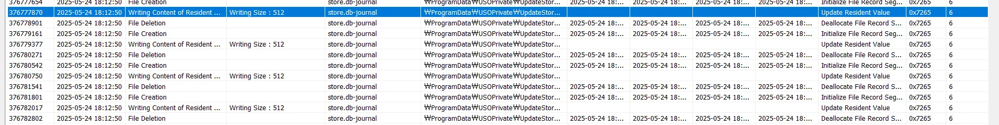 376777654 2025-05-24 18:12:50 File Creation store.db-journal ₩ProgramData₩USOPrivate₩UpdateStor... 2025-05-24 18:... 2025-05-24 18:... 2025-05-24 18:... 2025-05-24 18:... Initialize File Record Seg... 0x7265 6
376777870 2025-05-24 18:12:50 Writing Content of Resident ... Writing Size : 512 store.db-journal ₩ProgramData₩USOPrivate₩UpdateStor... Update Resident Value 0x7265 6
376778901 2025-05-24 18:12:50 File Deletion store.db-journal ₩ProgramData₩USOPrivate₩UpdateStor... 2025-05-24 18:... 2025-05-24 18:... 2025-05-24 18:... 2025-05-24 18:... Deallocate File Record S... 0x7265 6
376779161 2025-05-24 18:12:50 File Creation store.db-journal ₩ProgramData₩USOPrivate₩UpdateStor... 2025-05-24 18:... 2025-05-24 18:... 2025-05-24 18:... 2025-05-24 18:... Initialize File Record Seg... 0x7265 6
376779377 2025-05-24 18:12:50 Writing Content of Resident ... Writing Size : 512 store.db-journal ₩ProgramData₩USOPrivate₩UpdateStor... Update Resident Value 0x7265 6
376780271 2025-05-24 18:12:50 File Deletion store.db-journal ₩ProgramData₩USOPrivate₩UpdateStor... 2025-05-24 18:... 2025-05-24 18:... 2025-05-24 18:... 2025-05-24 18:... Deallocate File Record S... 0x7265 6
376780542 2025-05-24 18:12:50 File Creation store.db-journal ₩ProgramData₩USOPrivate₩UpdateStor... 2025-05-24 18:... 2025-05-24 18:... 2025-05-24 18:... 2025-05-24 18:... Initialize File Record Seg... 0x7265 6
376780750 2025-05-24 18:12:50 Writing Content of Resident ... Writing Size : 512 store.db-journal ₩ProgramData₩USOPrivate₩UpdateStor... Update Resident Value 0x7265 6
376781541 2025-05-24 18:12:50 File Deletion store.db-journal ₩ProgramData₩USOPrivate₩UpdateStor... 2025-05-24 18:... 2025-05-24 18:... 2025-05-24 18:... 2025-05-24 18:... Deallocate File Record S... 0x7265 6
376781801 2025-05-24 18:12:50 File Creation store.db-journal ₩ProgramData₩USOPrivate₩UpdateStor... 2025-05-24 18:... 2025-05-24 18:... 2025-05-24 18:... 2025-05-24 18:... Initialize File Record Seg... 0x7265 6
376782017 2025-05-24 18:12:50 Writing Content of Resident ... Writing Size : 512 store.db-journal ₩ProgramData₩USOPrivate₩UpdateStor... Update Resident Value 0x7265 6
376782802 2025-05-24 18:12:50 File Deletion store.db-journal ₩ProgramData₩USOPrivate₩UpdateStor... 2025-05-24 18:... 2025-05-24 18:... 2025-05-24 18:... 2025-05-24 18:... Deallocate File Record S... 0x7265 6